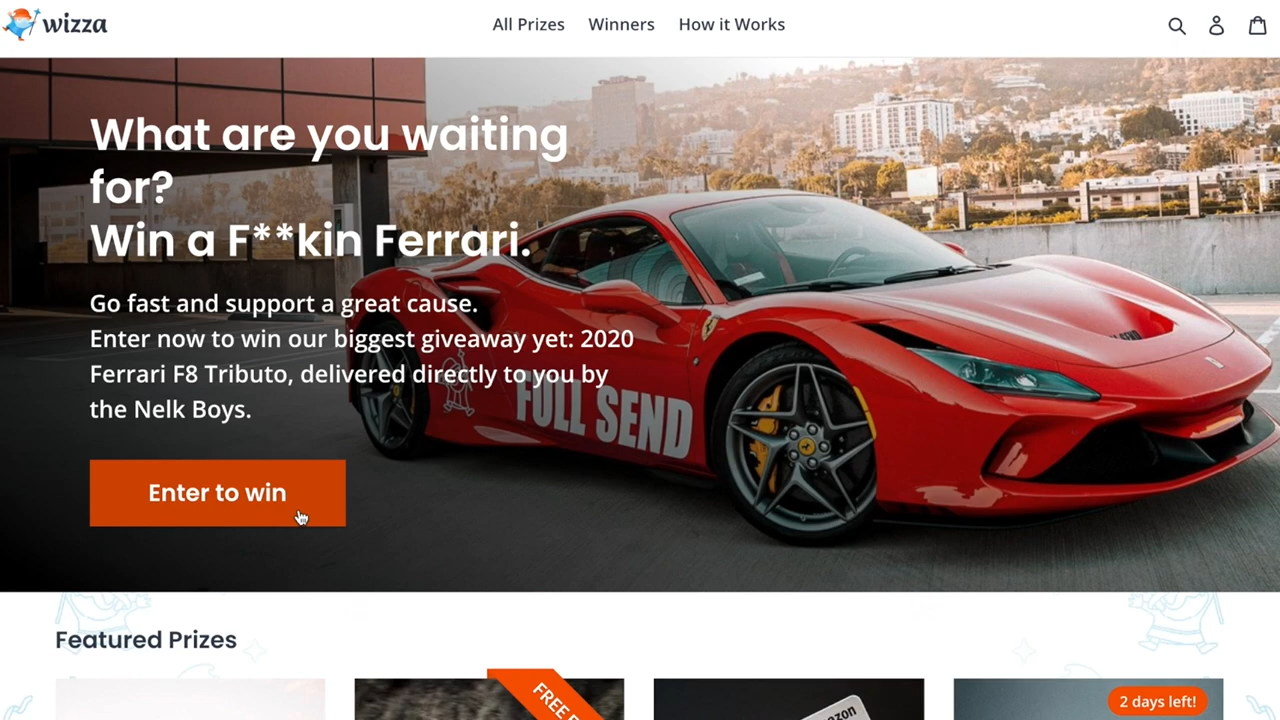 wizza
All Prizes
Winners
How it Works
What are you waiting
for?
Win a F**kin Ferrari.
Go fast and support a great cause.
Enter now to win our biggest giveaway yet: 2020
Ferrari F8 Tributo, delivered directly to you by
the Nelk Boys.
FULL SEND
Enter to win
Featured Prizes
FREE
2 days left!